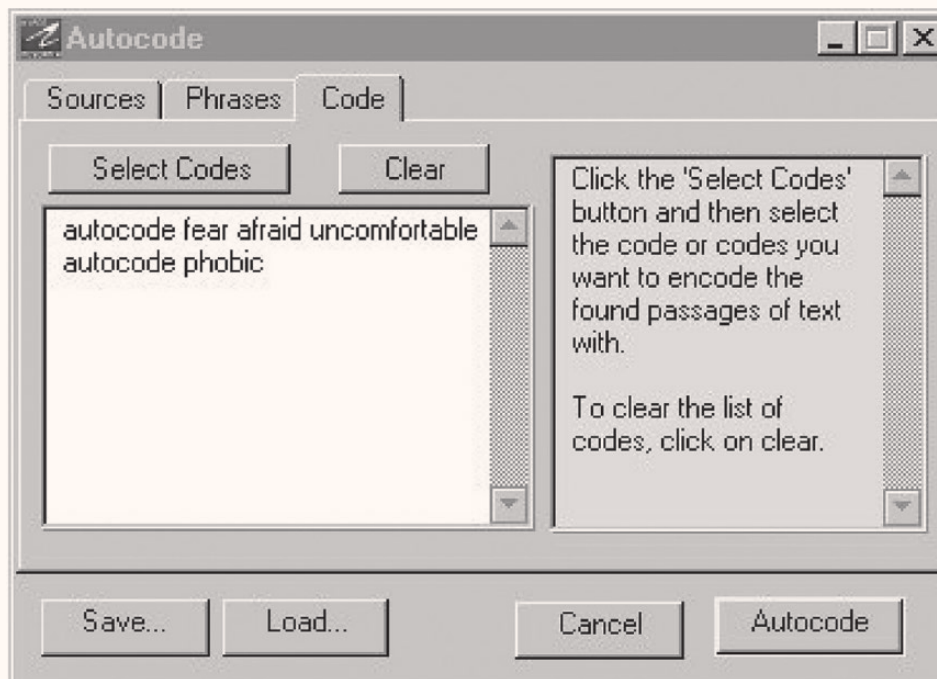 Autocode
Sources Phrases Code
Select Codes Clear
autocode fear afraid uncomfortable
autocode phobic
Click the 'Select Codes'
button and then select
the code or codes you
want to encode the
found passages of text
with.
To clear the list of
codes, click on clear.
Save... Load... Cancel Autocode